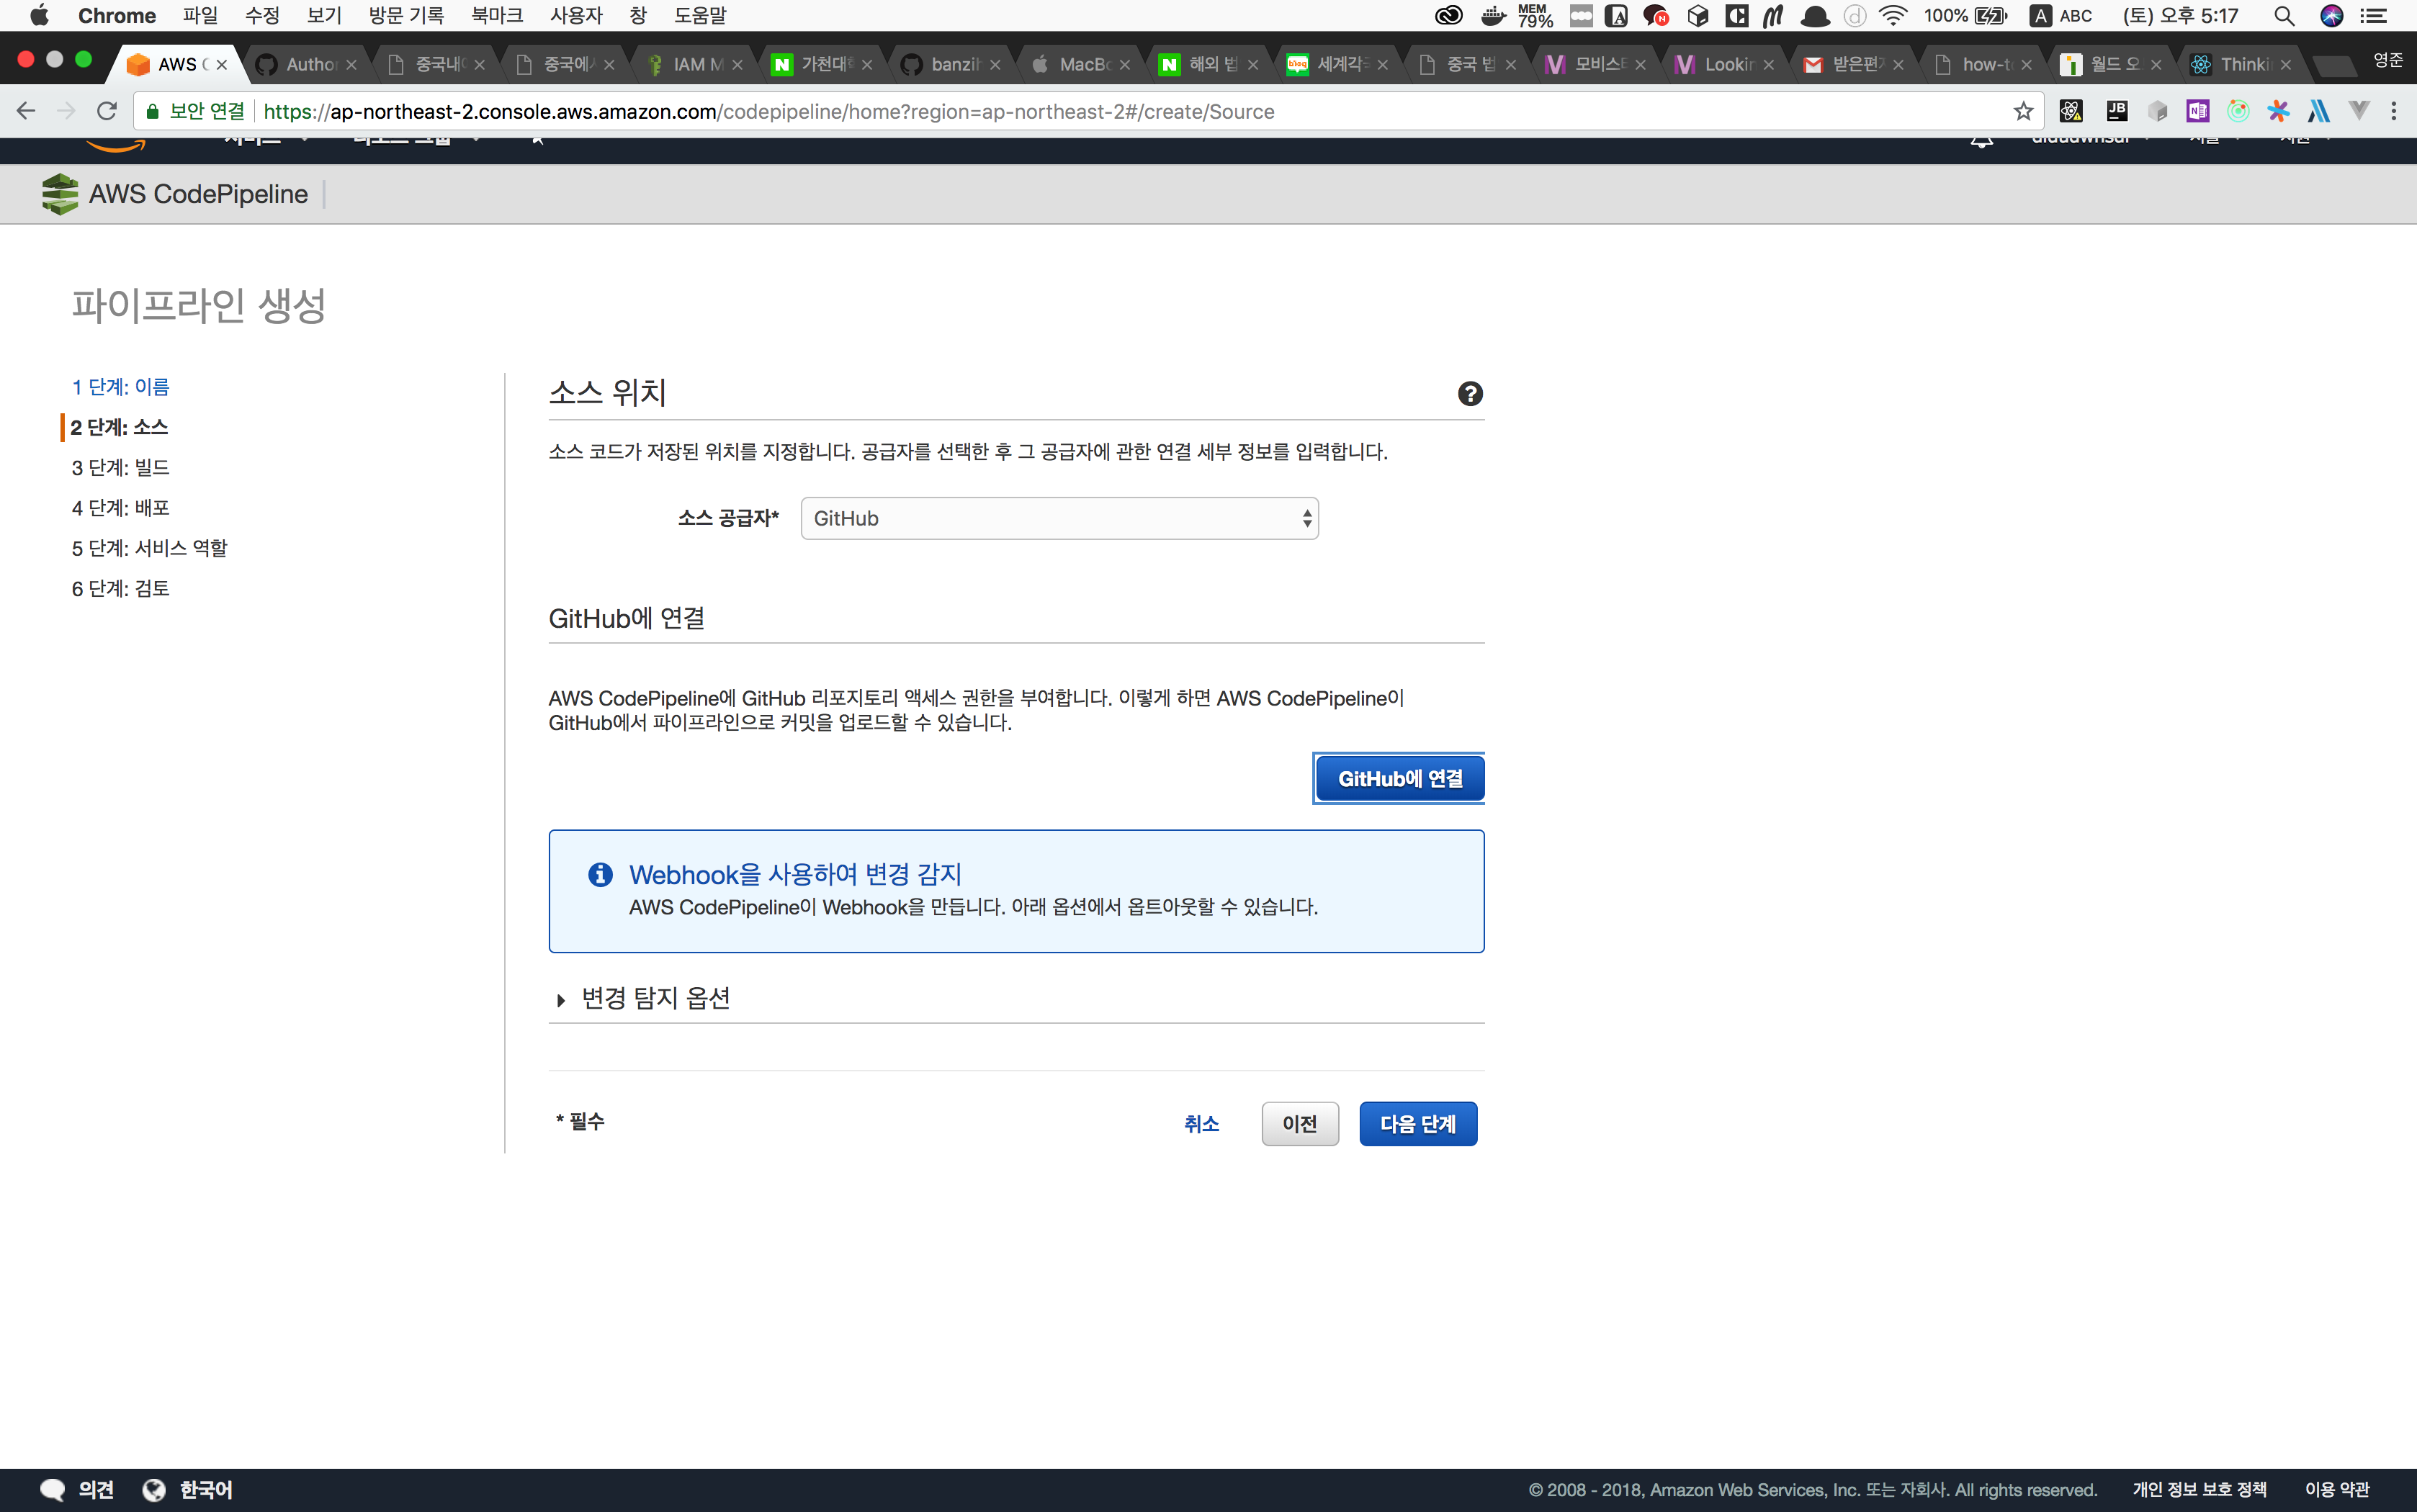 Chrome 파일 수정 보기 방문 기록 북마크 사용자 창 도움말 MEM 79% 100% A ABC (토) 오후 5:17
AWS C Author 중국내 중국에서 IAM M 가천대학 banzih MacBo 해외 법 세계각국 중국 법 모비스 Lookin 받은편지 how-to 월드 오 Thinki 영준
보안 연결 https://ap-northeast-2.console.aws.amazon.com/codepipeline/home?region=ap-northeast-2#/create/Source
AWS CodePipeline
파이프라인 생성
1 단계: 이름
2 단계: 소스
3 단계: 빌드
4 단계: 배포
5 단계: 서비스 역할
6 단계: 검토
소스 위치
소스 코드가 저장된 위치를 지정합니다. 공급자를 선택한 후 그 공급자에 관한 연결 세부 정보를 입력합니다.
소스 공급자* GitHub
GitHub에 연결
AWS CodePipeline에 GitHub 리포지토리 액세스 권한을 부여합니다. 이렇게 하면 AWS CodePipeline이
GitHub에서 파이프라인으로 커밋을 업로드할 수 있습니다.
GitHub에 연결
Webhook을 사용하여 변경 감지
AWS CodePipeline이 Webhook을 만듭니다. 아래 옵션에서 옵트아웃할 수 있습니다.
변경 탐지 옵션
* 필수 취소 이전 다음 단계
의견 한국어 © 2008 - 2018, Amazon Web Services, Inc. 또는 자회사. All rights reserved. 개인 정보 보호 정책 이용 약관